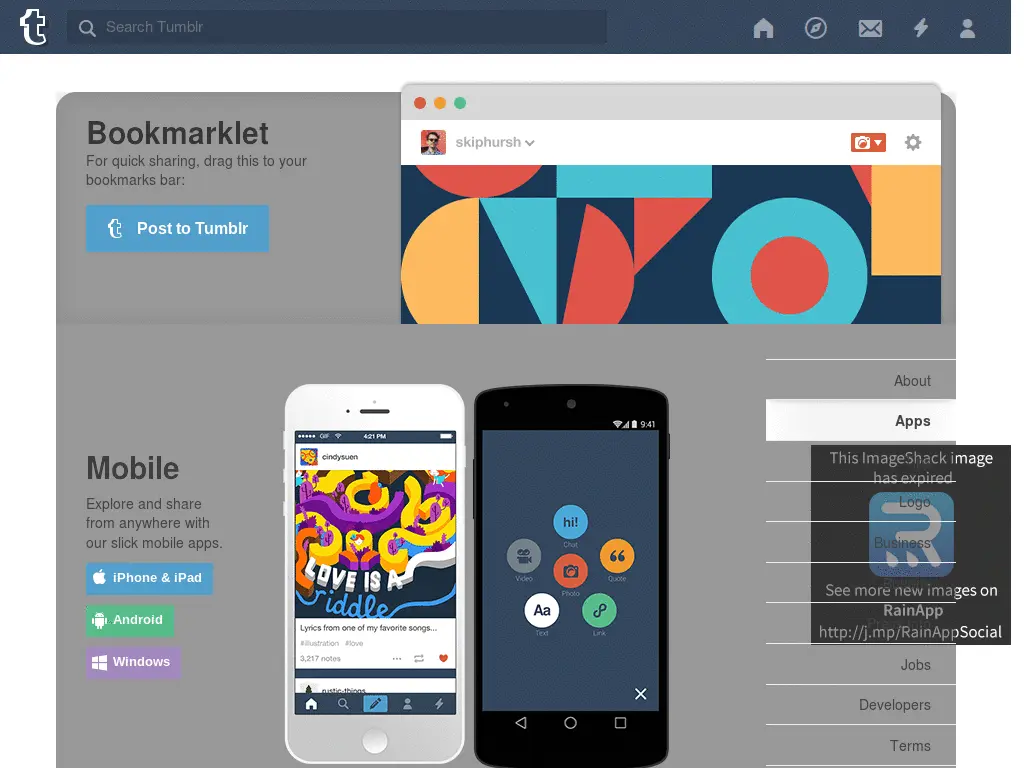 Search Tumblr
Bookmarklet
For quick sharing, drag this to your
bookmarks bar:
Post to Tumblr
skiphursh
Mobile
Explore and share
from anywhere with
our slick mobile apps.
iPhone & iPad
Android
Windows
GIF
4:21 PM
cindysuen
LOVE IS A
riddle
Lyrics from one of my favorite songs...
#illustration #love
3,217 notes
rustic-things
9:41
hi!
Chat
Video
Quote
Photo
Aa
Text
Link
About
Apps
This ImageShack image
has expired
Logo
Business
See more new images on
RainApp
http://j.mp/RainAppSocial
Jobs
Developers
Terms